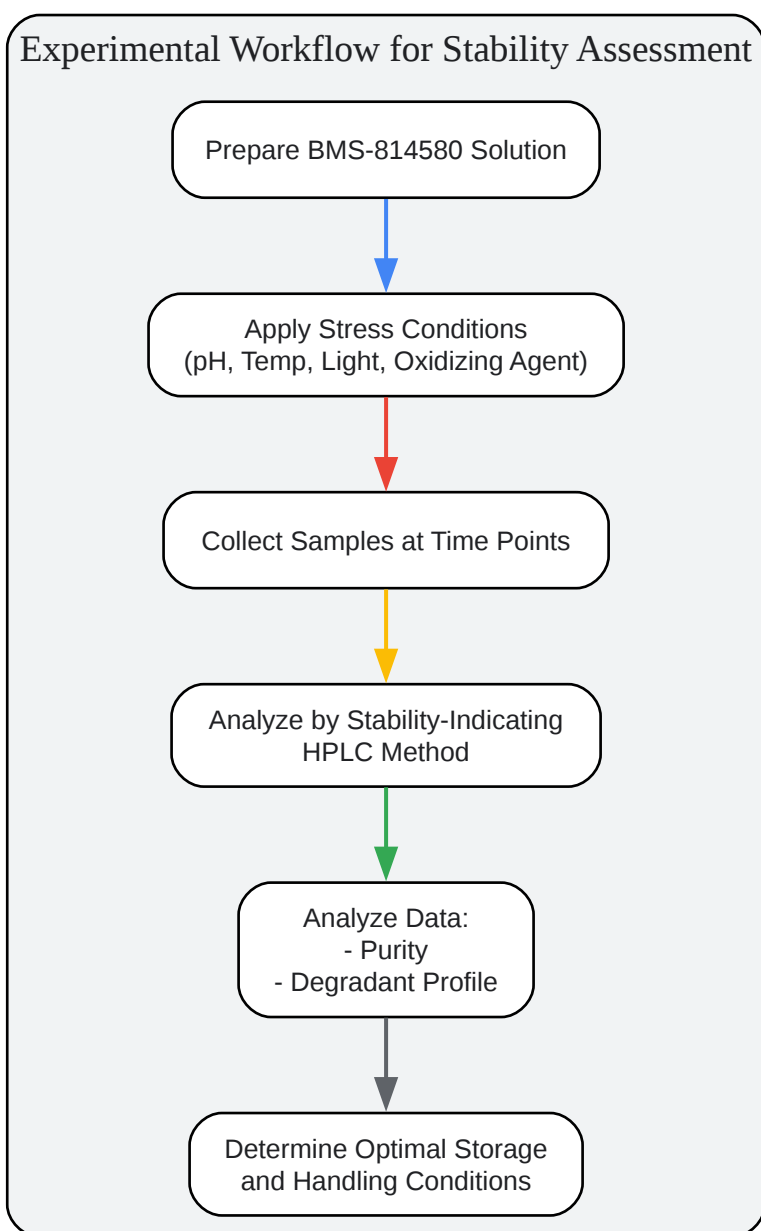 Experimental Workflow for Stability Assessment
Prepare BMS-814580 Solution
Apply Stress Conditions
(pH, Temp, Light, Oxidizing Agent)
Collect Samples at Time Points
Analyze by Stability-Indicating
HPLC Method
Analyze Data:
- Purity
- Degradant Profile
Determine Optimal Storage
and Handling Conditions